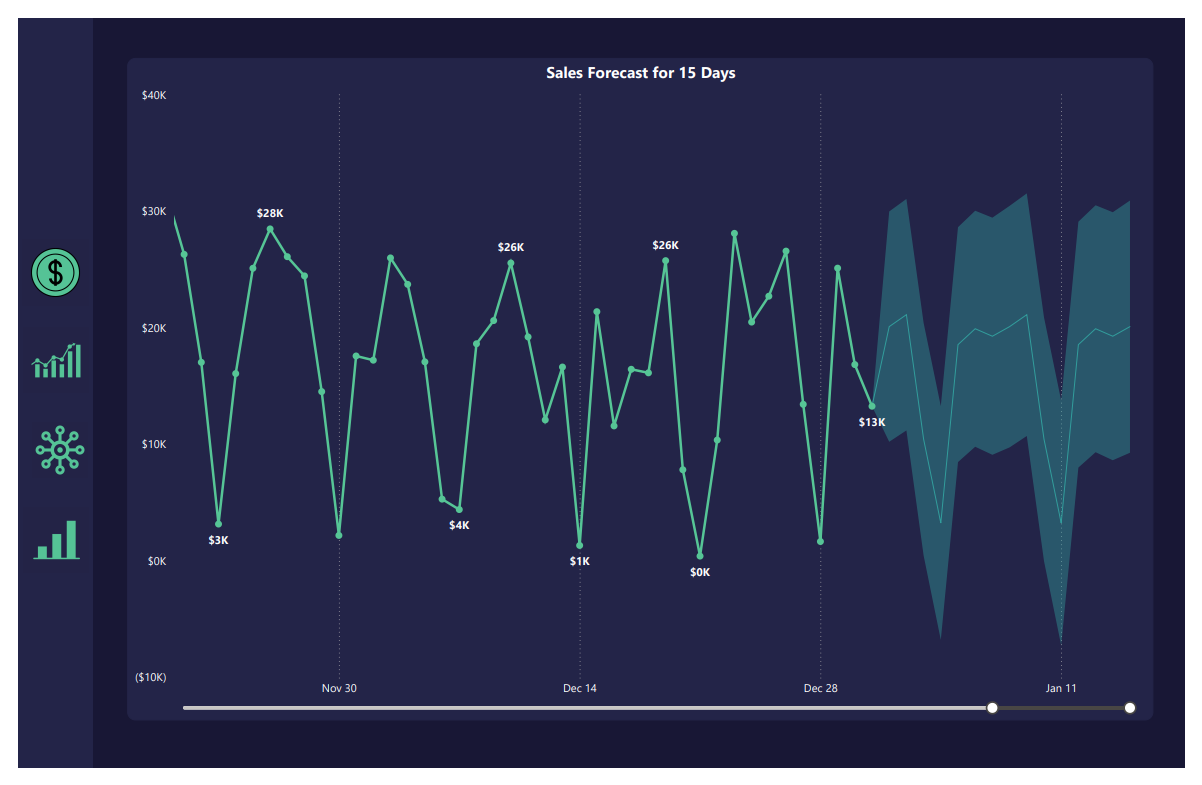 Sales Forecast for 15 Days
$40K
$30K
$20K
$10K
$0K
($10K)
$28K
$26K
$26K
$13K
$3K
$4K
$1K
$0K
Nov 30
Dec 14
Dec 28
Jan 11